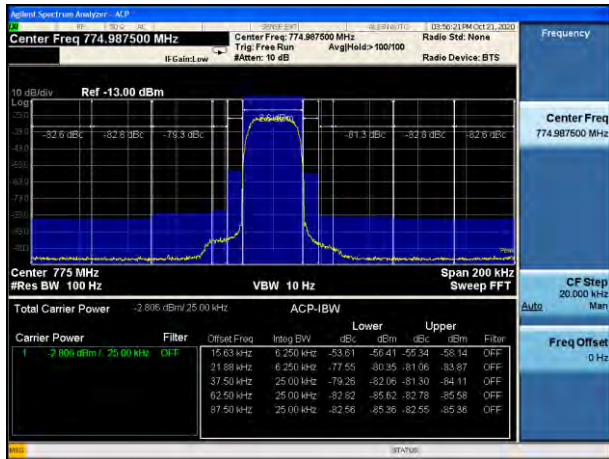 Agilent Spectrum Analyzer - ACP
RF 50 Ω AC SENSE:EXT ALIGN AUTO 03:56:21 PM Oct 21, 2020
Center Freq 774.987500 MHz
Center Freq: 774.987500 MHz Radio Std: None
Trig: Free Run Avg|Hold:>100/100
IFGain:Low #Atten: 10 dB Radio Device: BTS
10 dB/div Ref -13.00 dBm
Log
-82.6 dBc -82.8 dBc -79.3 dBc -81.3 dBc -82.8 dBc -82.6 dBc
Center 775 MHz Span 200 kHz
#Res BW 100 Hz VBW 10 Hz Sweep FFT
Total Carrier Power -2.806 dBm/ 25.00 kHz ACP-IBW
Lower Upper
Carrier Power Filter Offset Freq Integ BW dBc dBm dBc dBm Filter
1 -2.806 dBm / 25.00 kHz OFF 15.63 kHz 6.250 kHz -53.61 -56.41 -55.34 -58.14 OFF
21.88 kHz 6.250 kHz -77.55 -80.35 -81.06 -83.87 OFF
37.50 kHz 25.00 kHz -79.26 -82.06 -81.30 -84.11 OFF
62.50 kHz 25.00 kHz -82.82 -85.62 -82.78 -85.58 OFF
87.50 kHz 25.00 kHz -82.56 -85.36 -82.55 -85.36 OFF
MSG STATUS
Frequency
Center Freq
774.987500 MHz
CF Step
20.000 kHz
Auto Man
Freq Offset
0 Hz